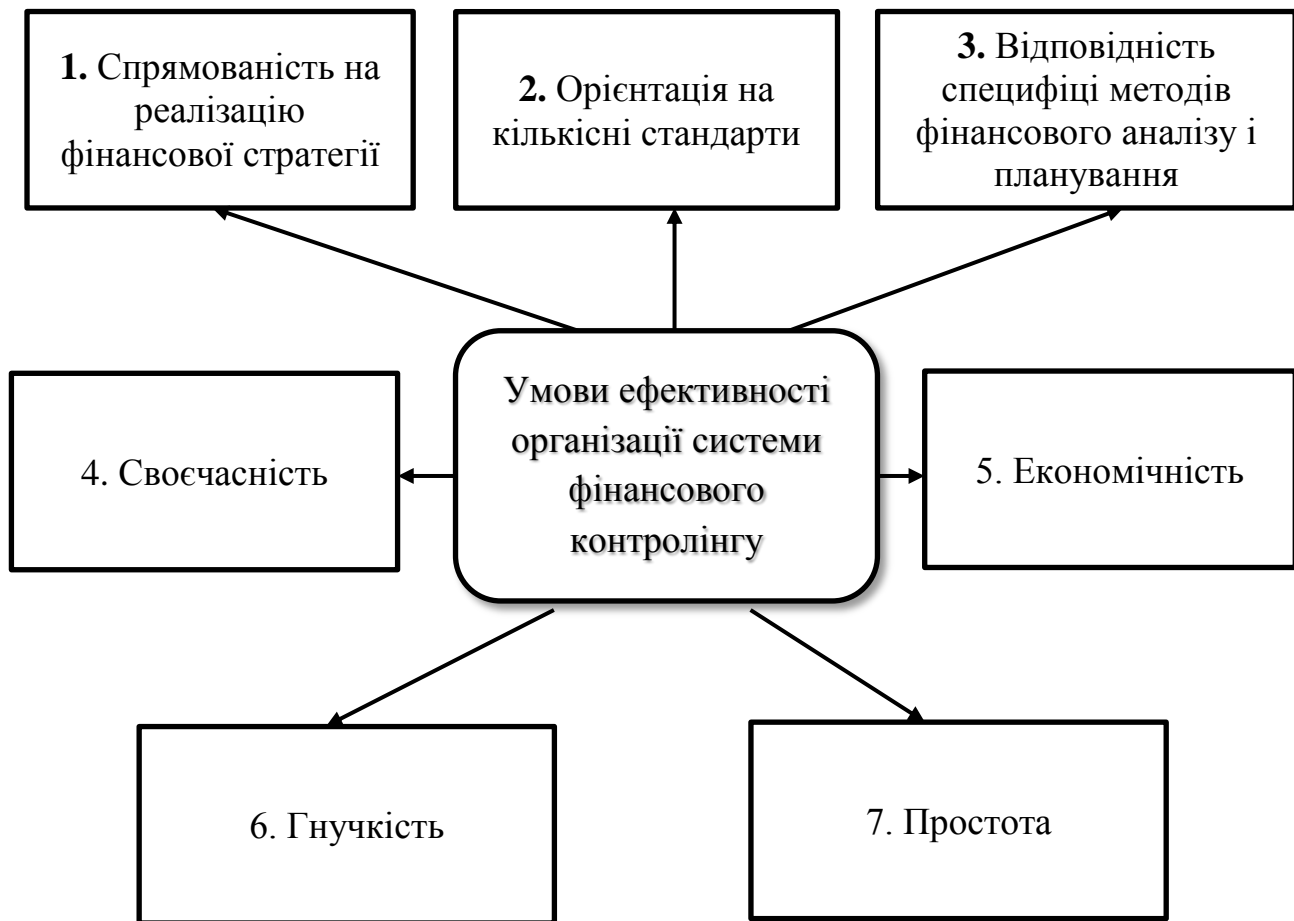 1. Спрямованість на
реалізацію
фінансової стратегії
2. Орієнтація на
кількісні стандарти
3. Відповідність
специфіці методів
фінансового аналізу і
планування
Умови ефективності
організації системи
фінансового
контролінгу
4. Своєчасність
5. Економічність
6. Гнучкість
7. Простота